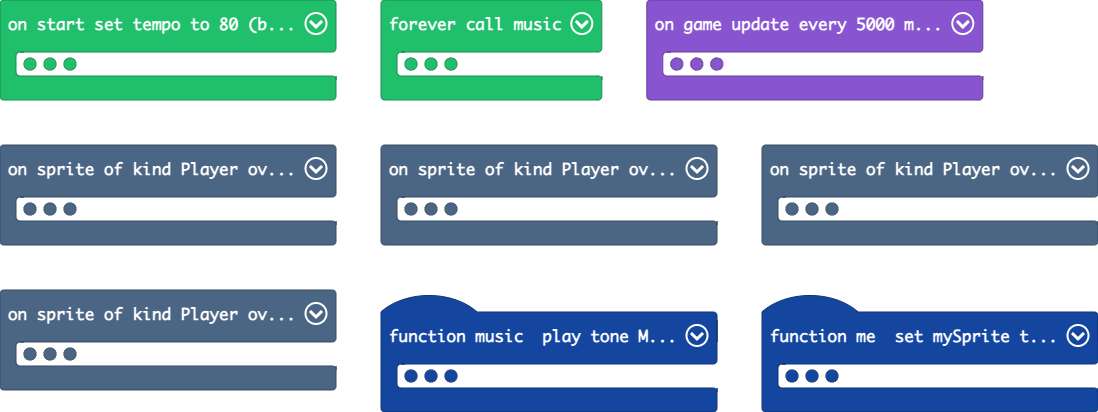 on start set tempo to 80 (b...
forever call music
on game update every 5000 m...
on sprite of kind Player ov...
on sprite of kind Player ov...
on sprite of kind Player ov...
on sprite of kind Player ov...
function music play tone M...
function me set mySprite t...